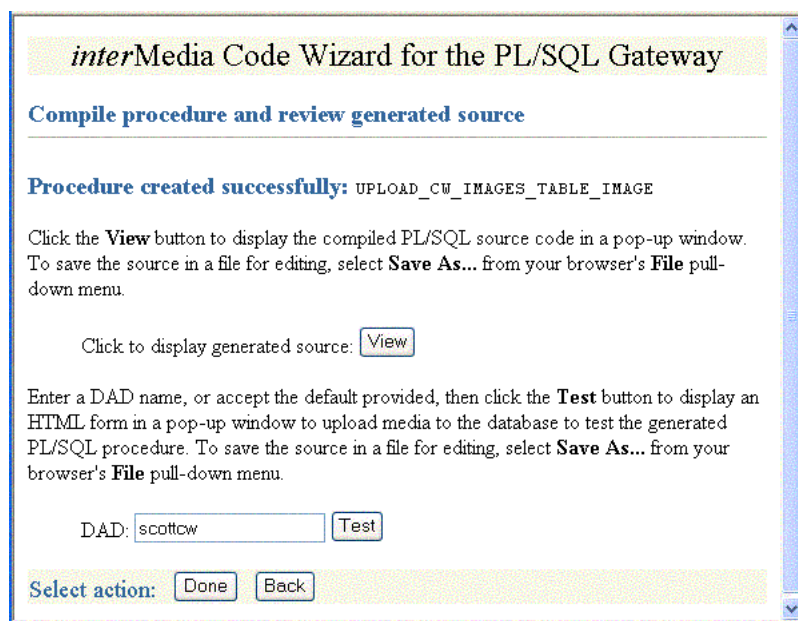 interMedia Code Wizard for the PL/SQL Gateway
Compile procedure and review generated source
Procedure created successfully: UPLOAD_CW_IMAGES_TABLE_IMAGE
Click the View button to display the compiled PL/SQL source code in a pop-up window.
To save the source in a file for editing, select Save As... from your browser's File pull-
down menu.
Click to display generated source: View
Enter a DAD name, or accept the default provided, then click the Test button to display an
HTML form in a pop-up window to upload media to the database to test the generated
PL/SQL procedure. To save the source in a file for editing, select Save As... from your
browser's File pull-down menu.
DAD: scottcw Test
Select action: Done Back